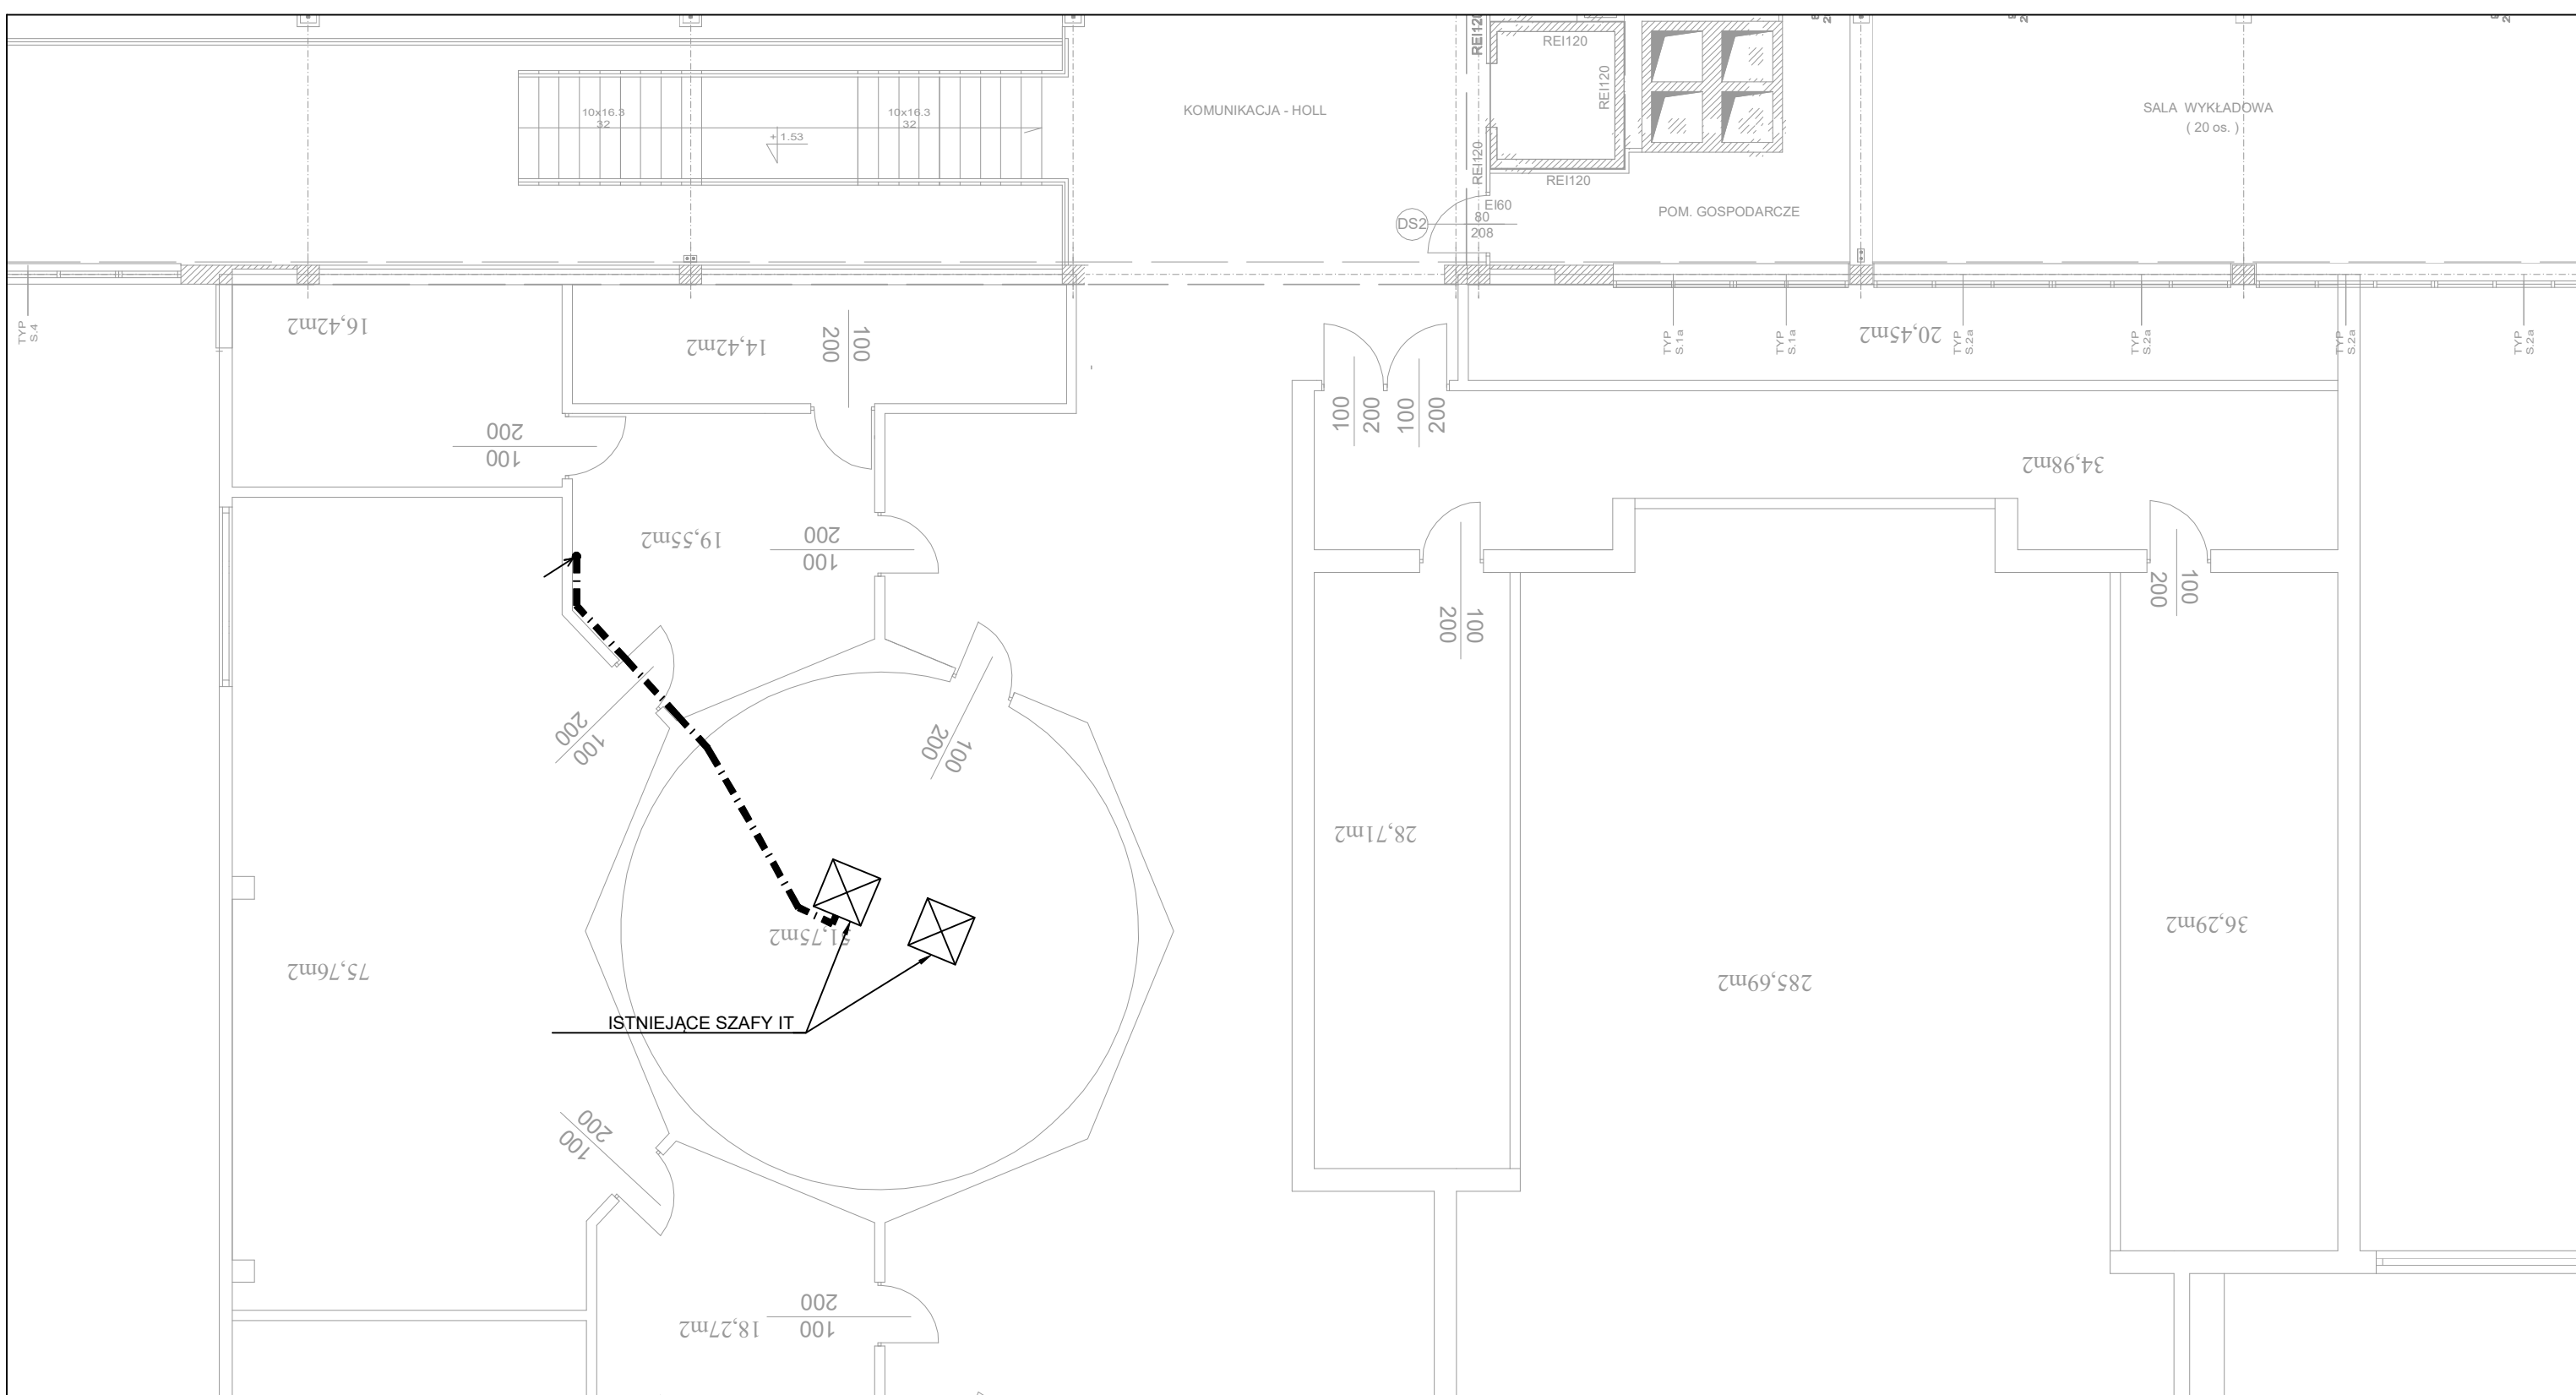 REI120
REI120
REI120
REI120
REI120
10x16.3
32
10x16.3
32
+ 1.53
KOMUNIKACJA - HOLL
SALA WYKŁADOWA
( 20 os. )
POM. GOSPODARCZE
EI60
DS2
80
208
TYP
S.4
16,42m2
14,42m2
100
200
TYP
S.1a
TYP
S.1a
20,45m2
TYP
S.2a
TYP
S.2a
TYP
S.2a
TYP
S.2a
100
200
100
200
200
100
34,98m2
19,55m2
200
100
100
200
100
200
200
100
200
100
28,71m2
36,29m2
75,76m2
285,69m2
ISTNIEJĄCE SZAFY IT
200
100
18,27m2
200
100